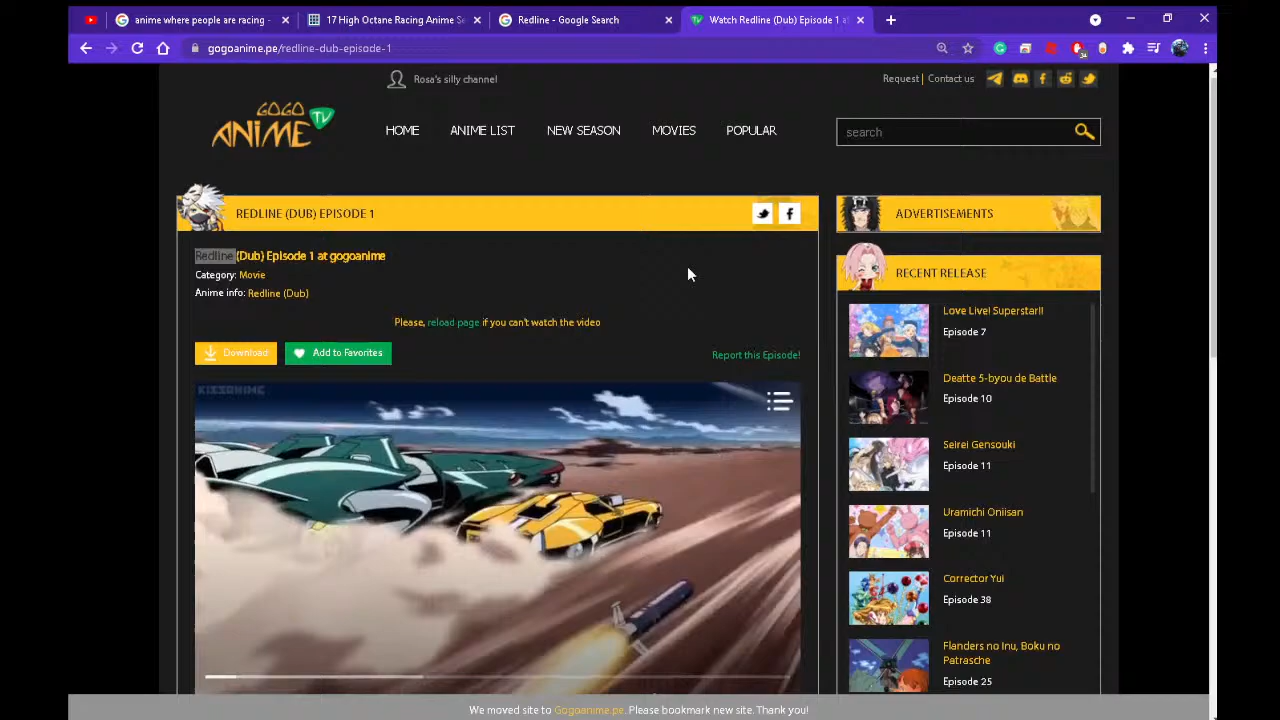 anime where people are racing -
17 High Octane Racing Anime Se
Redline - Google Search
Watch Redline (Dub) Episode 1 at
gogoanime.pe/redline-dub-episode-1
34
Rosa's silly channel
Request | Contact us
GOGO
ANIME TV
HOME
ANIME LIST
NEW SEASON
MOVIES
POPULAR
search
REDLINE (DUB) EPISODE 1
Redline (Dub) Episode 1 at gogoanime
Category: Movie
Anime info: Redline (Dub)
Please, reload page if you can't watch the video
Download
Add to Favorites
Report this Episode!
KISSANIME
ADVERTISEMENTS
RECENT RELEASE
Love Live! Superstar!!
Episode 7
Deatte 5-byou de Battle
Episode 10
Seirei Gensouki
Episode 11
Uramichi Oniisan
Episode 11
Corrector Yui
Episode 38
Flanders no Inu, Boku no
Patrasche
Episode 25
We moved site to Gogoanime.pe. Please bookmark new site. Thank you!